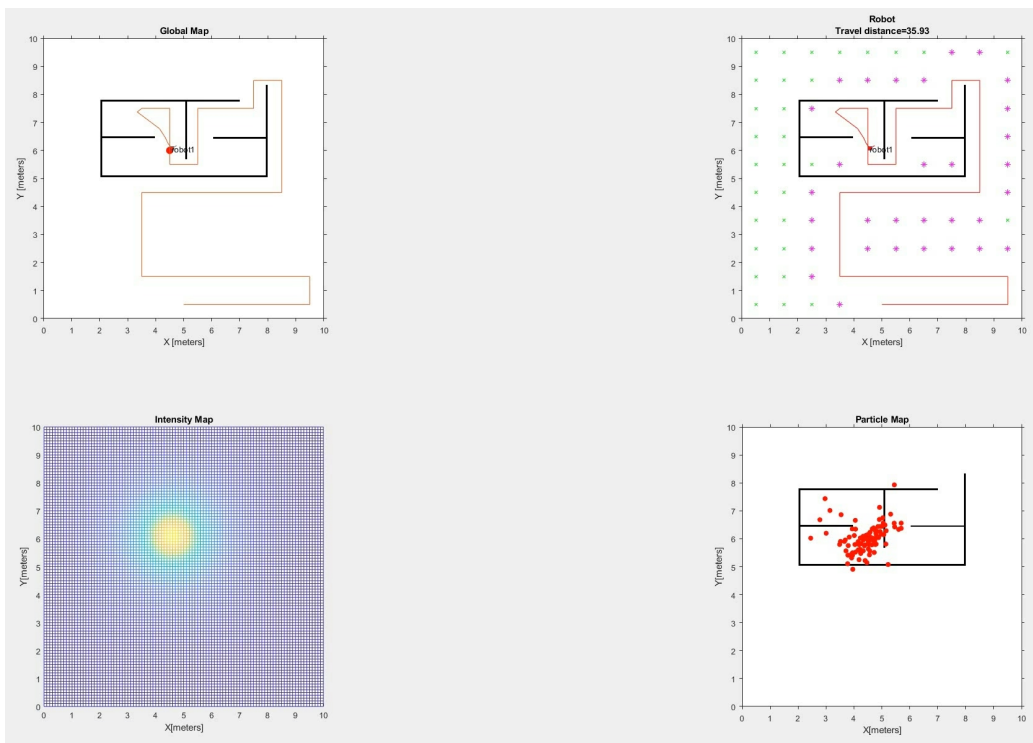 Global Map
10
9
8
7
6
5
4
3
2
1
0
Y [meters]
robot1
0 1 2 3 4 5 6 7 8 9 10
X [meters]
Robot
Travel distance=35.93
10
9
8
7
6
5
4
3
2
1
0
Y [meters]
robot1
0 1 2 3 4 5 6 7 8 9 10
X [meters]
Intensity Map
10
9
8
7
6
5
4
3
2
1
0
Y[meters]
0 1 2 3 4 5 6 7 8 9 10
X[meters]
Particle Map
10
9
8
7
6
5
4
3
2
1
0
Y[meters]
0 1 2 3 4 5 6 7 8 9 10
X[meters]